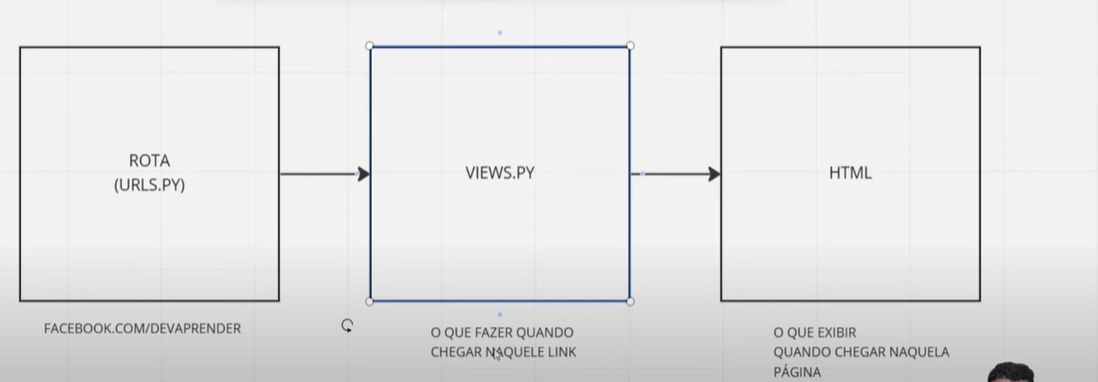 ROTA
(URLS.PY)
VIEWS.PY
HTML
FACEBOOK.COM/DEVAPRENDER
O QUE FAZER QUANDO
CHEGAR NAQUELE LINK
O QUE EXIBIR
QUANDO CHEGAR NAQUELA
PÁGINA